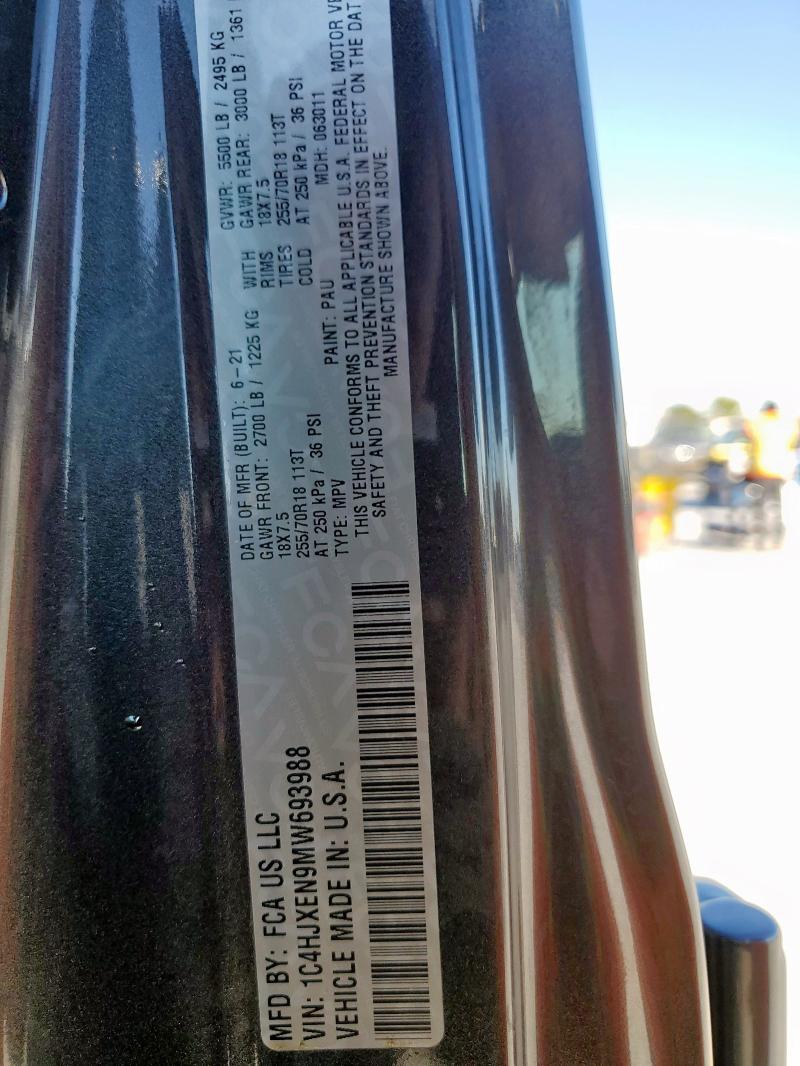 MFD BY: FCA US LLC
VIN: 1C4HJXEN9MW693988
VEHICLE MADE IN: U.S.A.
DATE OF MFR (BUILT): 6-21 GVWR: 5500 LB / 2495 KG
GAWR FRONT: 2700 LB / 1225 KG WITH GAWR REAR: 3000 LB / 1361
18X7.5 RIMS 18X7.5
255/70R18 113T TIRES 255/70R18 113T
AT 250 kPa / 36 PSI COLD AT 250 kPa / 36 PSI
TYPE: MPV PAINT: PAU MDH: 063011
THIS VEHICLE CONFORMS TO ALL APPLICABLE U.S.A. FEDERAL MOTOR
SAFETY AND THEFT PREVENTION STANDARDS IN EFFECT ON THE
MANUFACTURE SHOWN ABOVE.